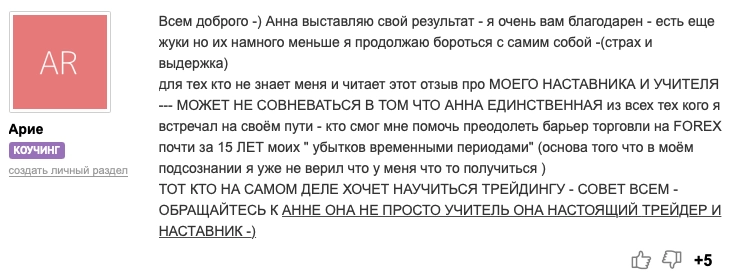 AR
Арие
КОУЧИНГ
создать личный раздел
Всем доброго -) Анна выставляю свой результат - я очень вам благодарен - есть еще
жуки но их намного меньше я продолжаю бороться с самим собой -(страх и
выдержка)
для тех кто не знает меня и читает этот отзыв про МОЕГО НАСТАВНИКА И УЧИТЕЛЯ
--- МОЖЕТ НЕ СОВНЕВАТЬСЯ В ТОМ ЧТО АННА ЕДИНСТВЕННАЯ из всех тех кого я
встречал на своём пути - кто смог мне помочь преодолеть барьер торговли на FOREX
почти за 15 ЛЕТ моих " убытков временными периодами" (основа того что в моём
подсознании я уже не верил что у меня что то получиться )
ТОТ КТО НА САМОМ ДЕЛЕ ХОЧЕТ НАУЧИТЬСЯ ТРЕЙДИНГУ - СОВЕТ ВСЕМ -
ОБРАЩАЙТЕСЬ К АННЕ ОНА НЕ ПРОСТО УЧИТЕЛЬ ОНА НАСТОЯЩИЙ ТРЕЙДЕР И
НАСТАВНИК -)
+5